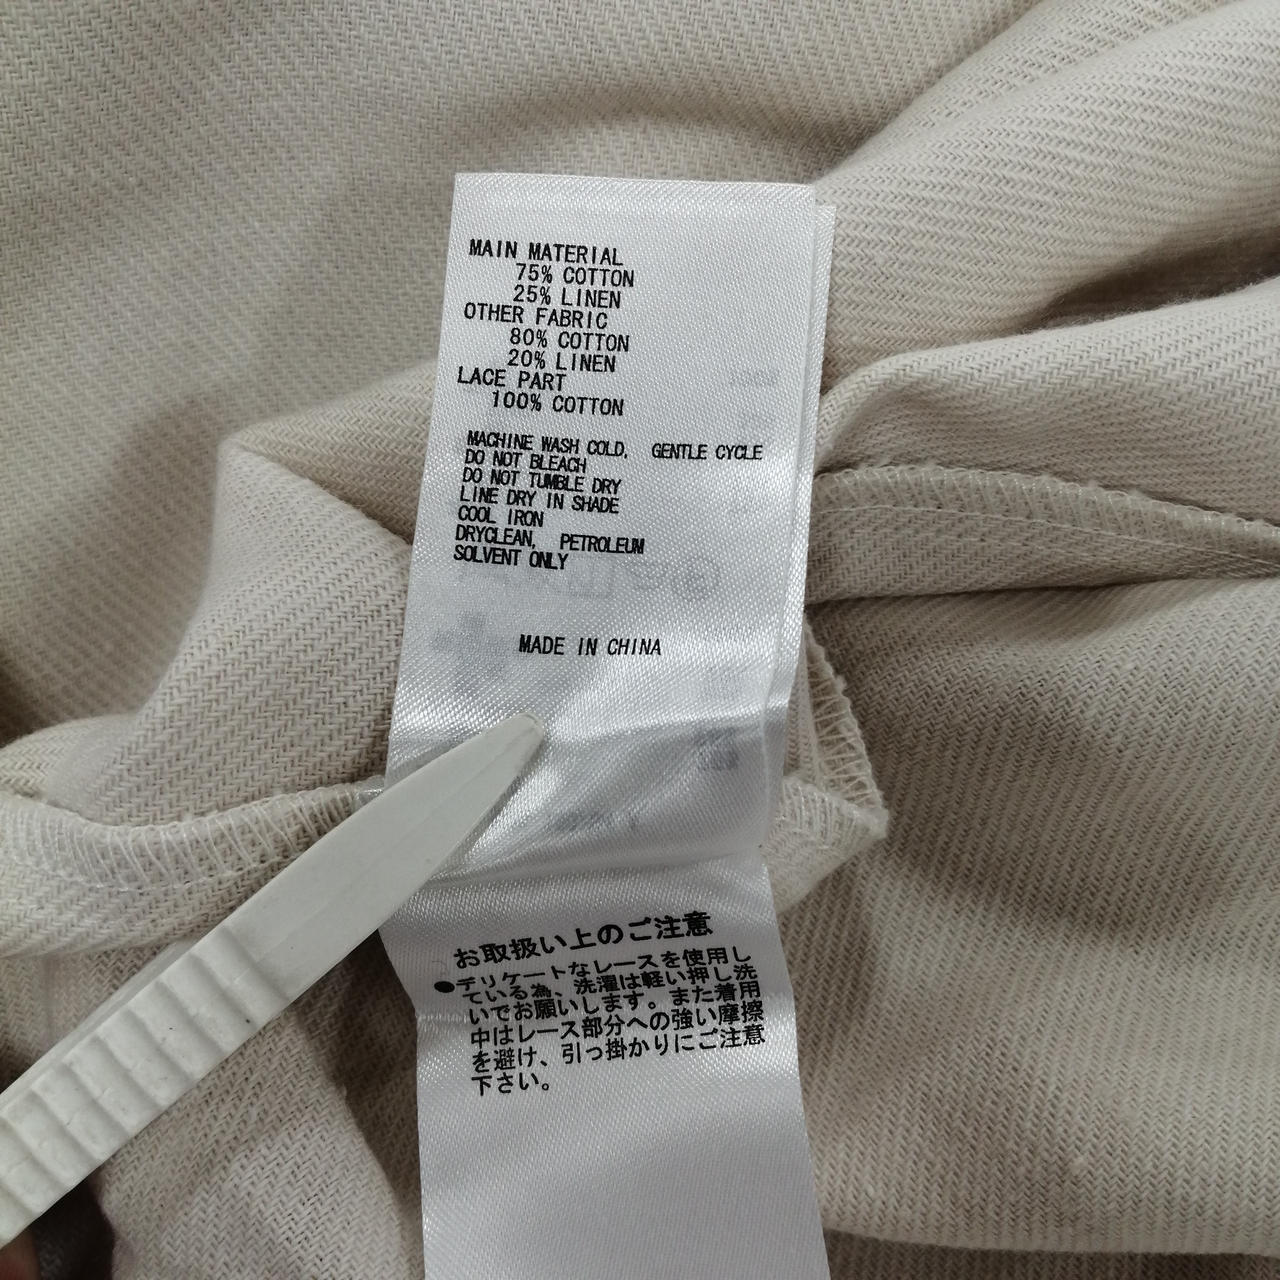 MAIN MATERIAL
75% COTTON
25% LINEN
OTHER FABRIC
80% COTTON
20% LINEN
LACE PART
100% COTTON
MACHINE WASH COLD, GENTLE CYCLE
DO NOT BLEACH
DO NOT TUMBLE DRY
LINE DRY IN SHADE
COOL IRON
DRYCLEAN, PETROLEUM
SOLVENT ONLY
MADE IN CHINA
お取扱い上のご注意
●デリケートなレースを使用し
ている為、洗濯は軽い押し洗
いでお願いします。また着用
中はレース部分への強い摩擦
を避け、引っ掛かりにご注意
下さい。